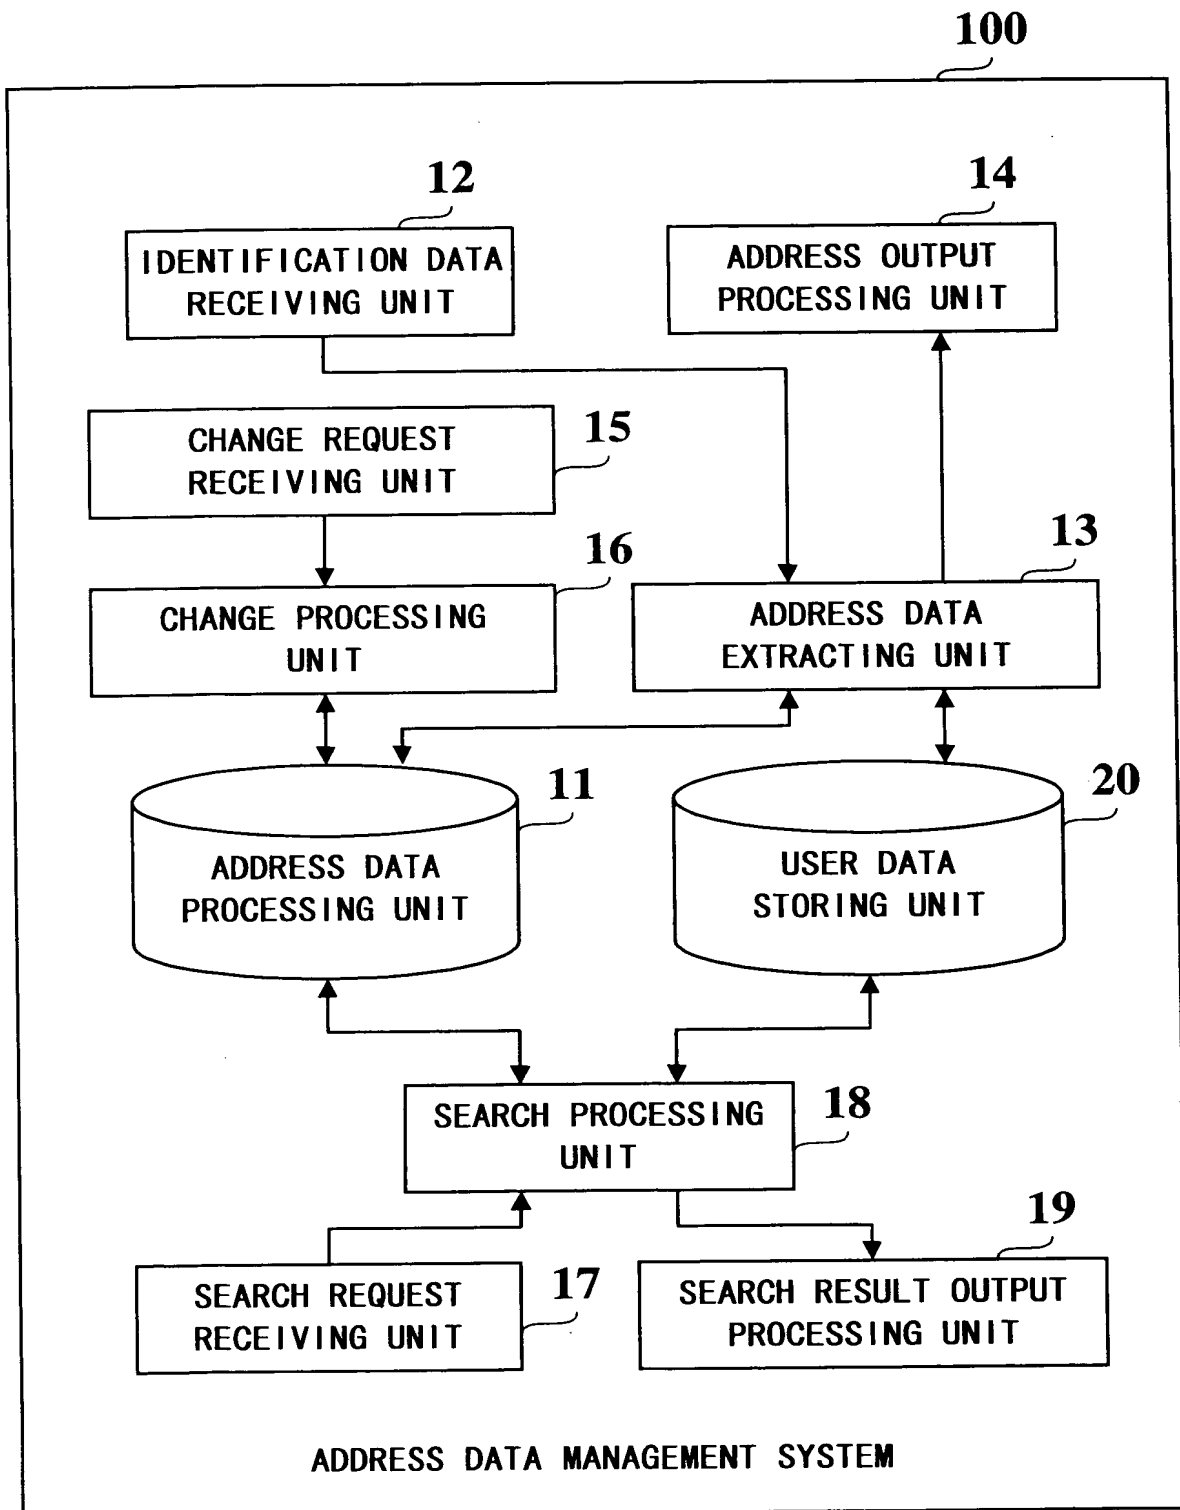 100
12
14
IDENTIFICATION DATA
RECEIVING UNIT
ADDRESS OUTPUT
PROCESSING UNIT
15
CHANGE REQUEST
RECEIVING UNIT
16
13
CHANGE PROCESSING
UNIT
ADDRESS DATA
EXTRACTING UNIT
11
20
ADDRESS DATA
PROCESSING UNIT
USER DATA
STORING UNIT
18
SEARCH PROCESSING
UNIT
17
19
SEARCH REQUEST
RECEIVING UNIT
SEARCH RESULT OUTPUT
PROCESSING UNIT
ADDRESS DATA MANAGEMENT SYSTEM